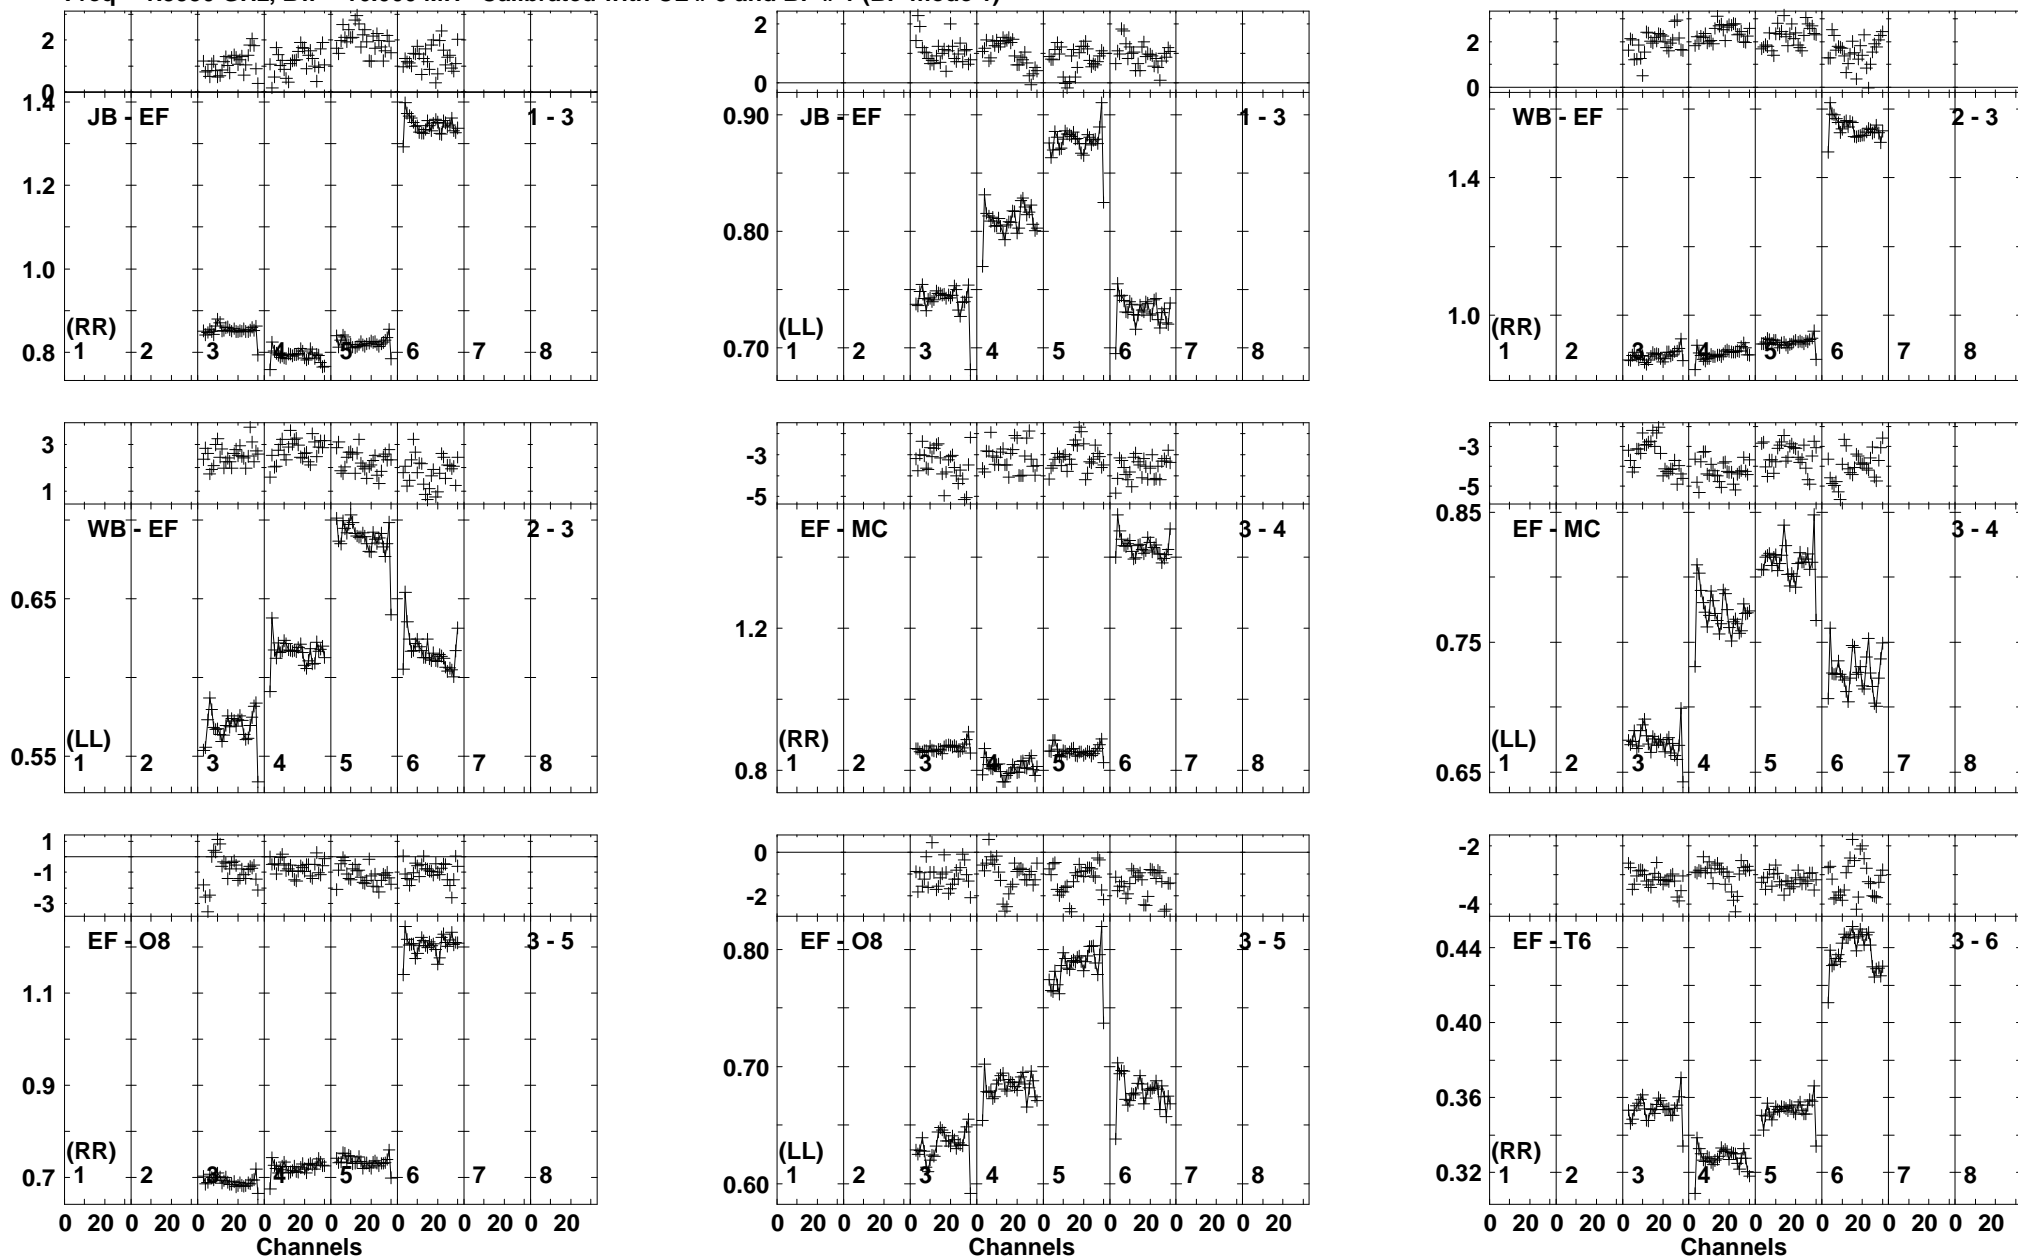 2
0
1.4
1.2
1.0
0.8
JB - EF
1 - 3
(RR)
1 2 3 4 5 6 7 8
2
0
0.90
0.80
0.70
JB - EF
1 - 3
(LL)
1 2 3 4 5 6 7 8
2
0
1.4
1.0
WB - EF
2 - 3
(RR)
1 2 3 4 5 6 7 8
3
1
0.65
0.55
WB - EF
2 - 3
(LL)
1 2 3 4 5 6 7 8
-3
-5
1.2
0.8
EF - MC
3 - 4
(RR)
1 2 3 4 5 6 7 8
-3
-5
0.85
0.75
0.65
EF - MC
3 - 4
(LL)
1 2 3 4 5 6 7 8
1
-1
-3
1.1
0.9
0.7
EF - O8
3 - 5
(RR)
1 2 3 4 5 6 7 8
0 20 0 20 0 20 0 20 0 20 0 20 0 20 0 20
Channels
0
-2
0.80
0.70
0.60
EF - O8
3 - 5
(LL)
1 2 3 4 5 6 7 8
0 20 0 20 0 20 0 20 0 20 0 20 0 20 0 20
Channels
-2
-4
0.44
0.40
0.36
0.32
EF - T6
3 - 6
(RR)
1 2 3 4 5 6 7 8
0 20 0 20 0 20 0 20 0 20 0 20 0 20 0 20
Channels